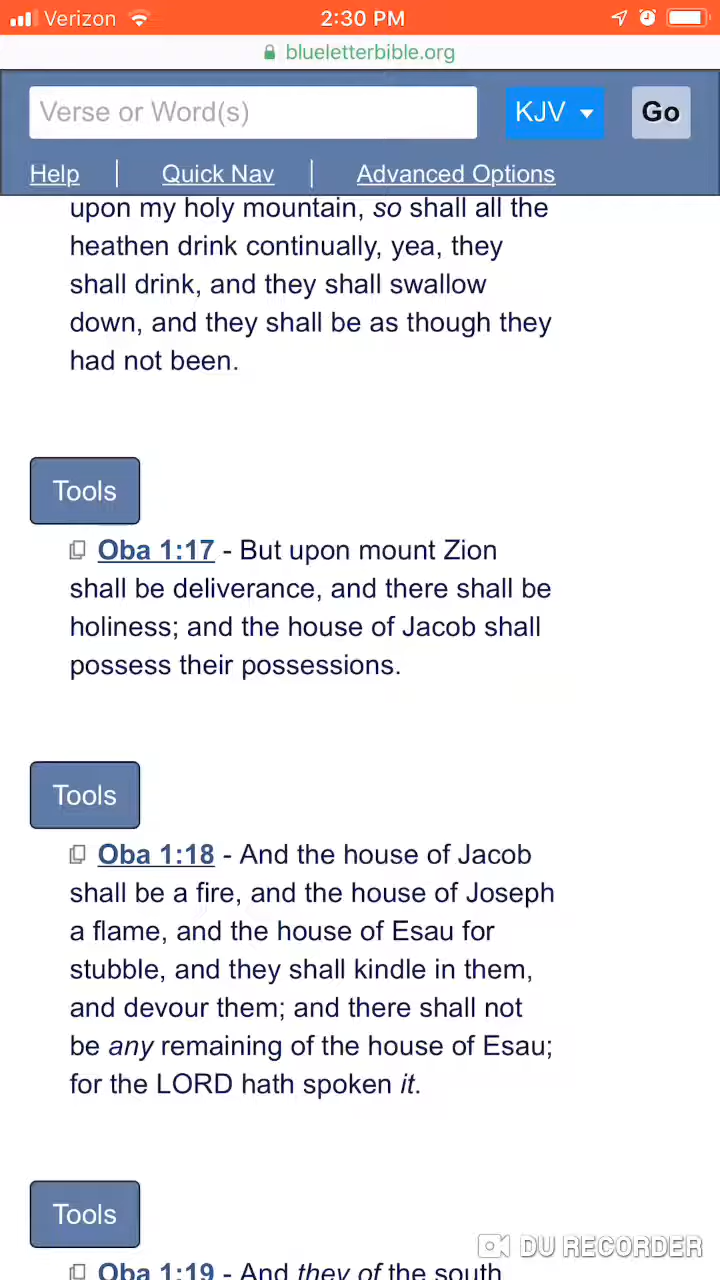 Verizon 2:30 PM
blueletterbible.org
Verse or Word(s) KJV Go
Help | Quick Nav | Advanced Options
upon my holy mountain, so shall all the
heathen drink continually, yea, they
shall drink, and they shall swallow
down, and they shall be as though they
had not been.
Tools
Oba 1:17 - But upon mount Zion
shall be deliverance, and there shall be
holiness; and the house of Jacob shall
possess their possessions.
Tools
Oba 1:18 - And the house of Jacob
shall be a fire, and the house of Joseph
a flame, and the house of Esau for
stubble, and they shall kindle in them,
and devour them; and there shall not
be any remaining of the house of Esau;
for the LORD hath spoken it.
Tools
DU RECORDER
Oba 1:19 - And they of the south